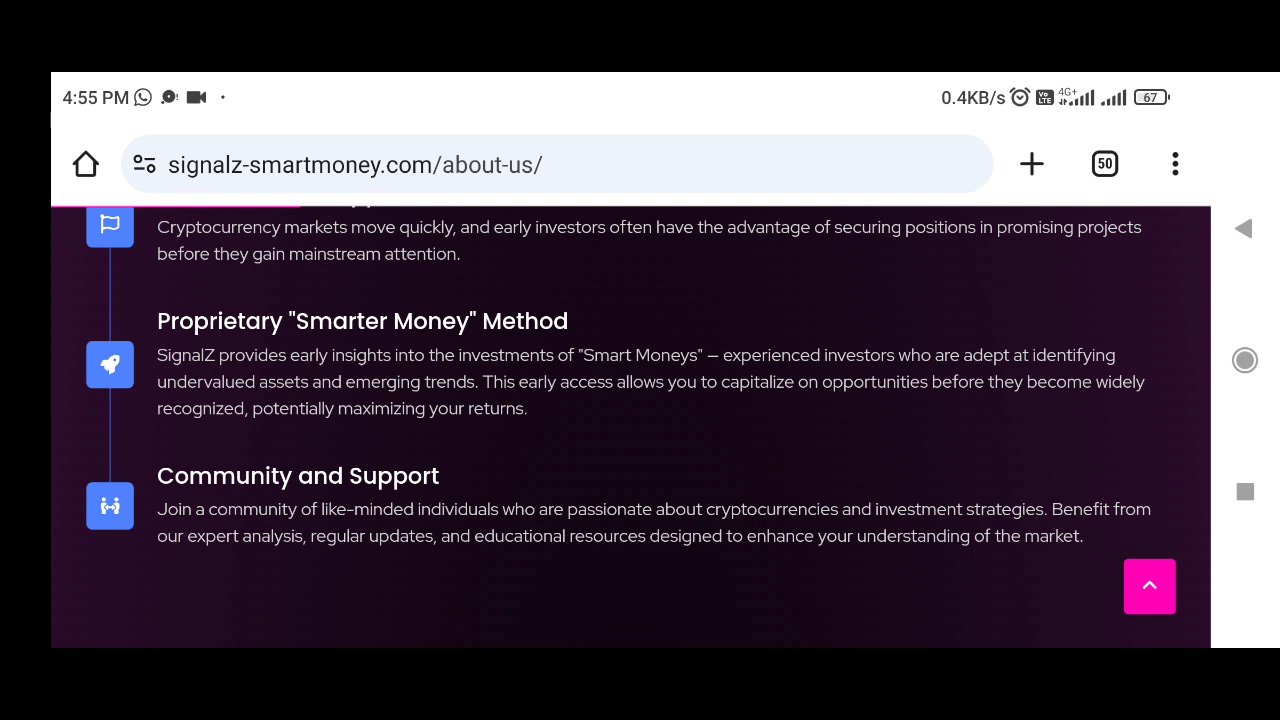 4:55 PM
0.4KB/s Vo LTE 4G+ 67
signalz-smartmoney.com/about-us/
50
Cryptocurrency markets move quickly, and early investors often have the advantage of securing positions in promising projects
before they gain mainstream attention.
Proprietary "Smarter Money" Method
SignalZ provides early insights into the investments of "Smart Moneys" – experienced investors who are adept at identifying
undervalued assets and emerging trends. This early access allows you to capitalize on opportunities before they become widely
recognized, potentially maximizing your returns.
Community and Support
Join a community of like-minded individuals who are passionate about cryptocurrencies and investment strategies. Benefit from
our expert analysis, regular updates, and educational resources designed to enhance your understanding of the market.